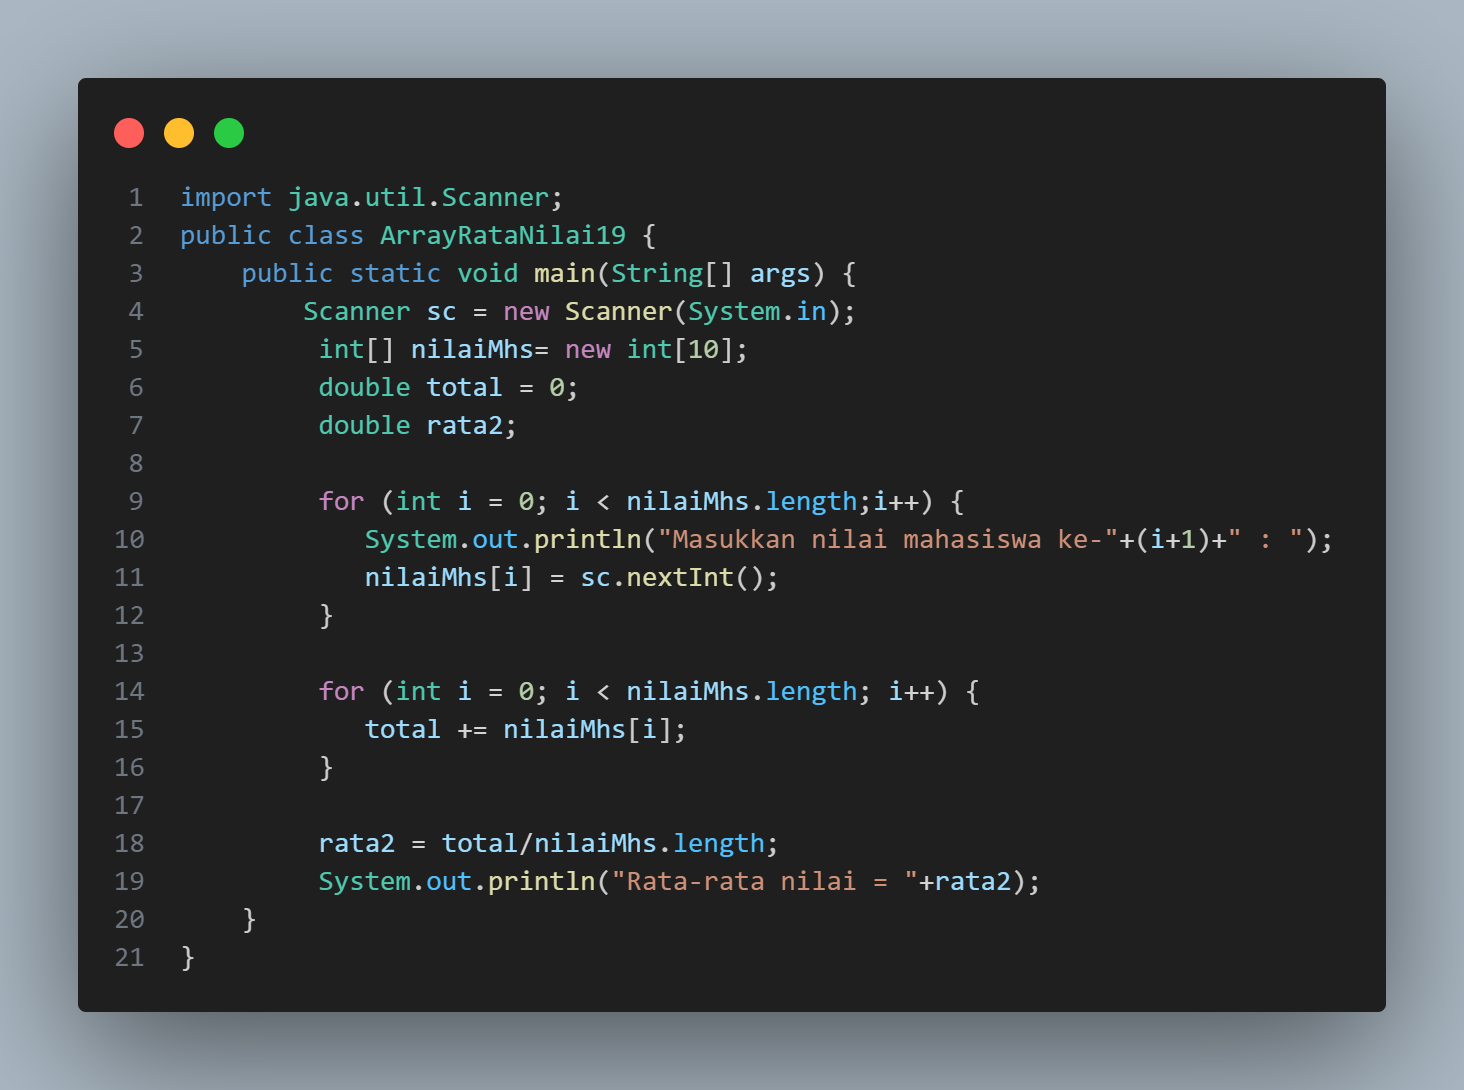 1 import java.util.Scanner;
2 public class ArrayRataNilai19 {
3     public static void main(String[] args) {
4         Scanner sc = new Scanner(System.in);
5          int[] nilaiMhs= new int[10];
6          double total = 0;
7          double rata2;
8
9          for (int i = 0; i < nilaiMhs.length;i++) {
10            System.out.println("Masukkan nilai mahasiswa ke-"+(i+1)+" : ");
11            nilaiMhs[i] = sc.nextInt();
12         }
13
14         for (int i = 0; i < nilaiMhs.length; i++) {
15            total += nilaiMhs[i];
16         }
17
18         rata2 = total/nilaiMhs.length;
19         System.out.println("Rata-rata nilai = "+rata2);
20    }
21 }